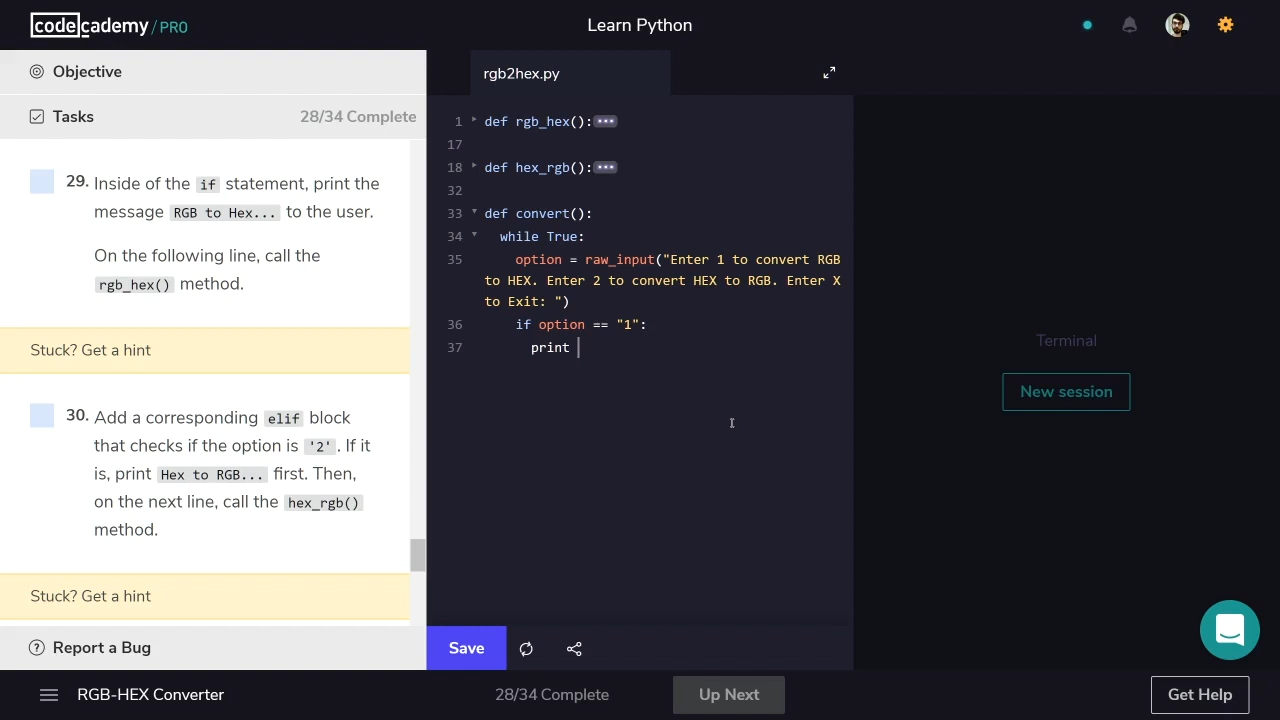 codecademy / PRO
Learn Python
Objective
Tasks
28/34 Complete
29. Inside of the if statement, print the
message RGB to Hex... to the user.
On the following line, call the
rgb_hex() method.
Stuck? Get a hint
30. Add a corresponding elif block
that checks if the option is '2'. If it
is, print Hex to RGB... first. Then,
on the next line, call the hex_rgb()
method.
Stuck? Get a hint
Report a Bug
rgb2hex.py
1 def rgb_hex():
17
18 def hex_rgb():
32
33 def convert():
34 while True:
35 option = raw_input("Enter 1 to convert RGB
to HEX. Enter 2 to convert HEX to RGB. Enter X
to Exit: ")
36 if option == "1":
37 print
Save
Terminal
New session
RGB-HEX Converter
28/34 Complete
Up Next
Get Help